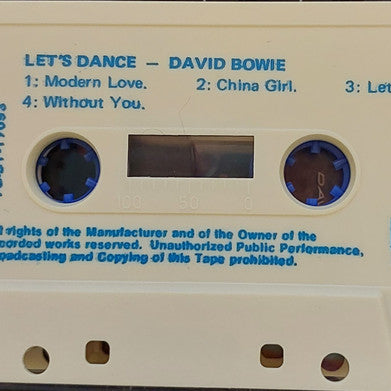 LET'S DANCE — DAVID BOWIE
1: Modern Love. 2: China Girl. 3: Let
4: Without You.
100 50 0
rights of the Manufacturer and of the Owner of the
corded works reserved. Unauthorized Public Performance,
oadcasting and Copying of this Tape prohibited.